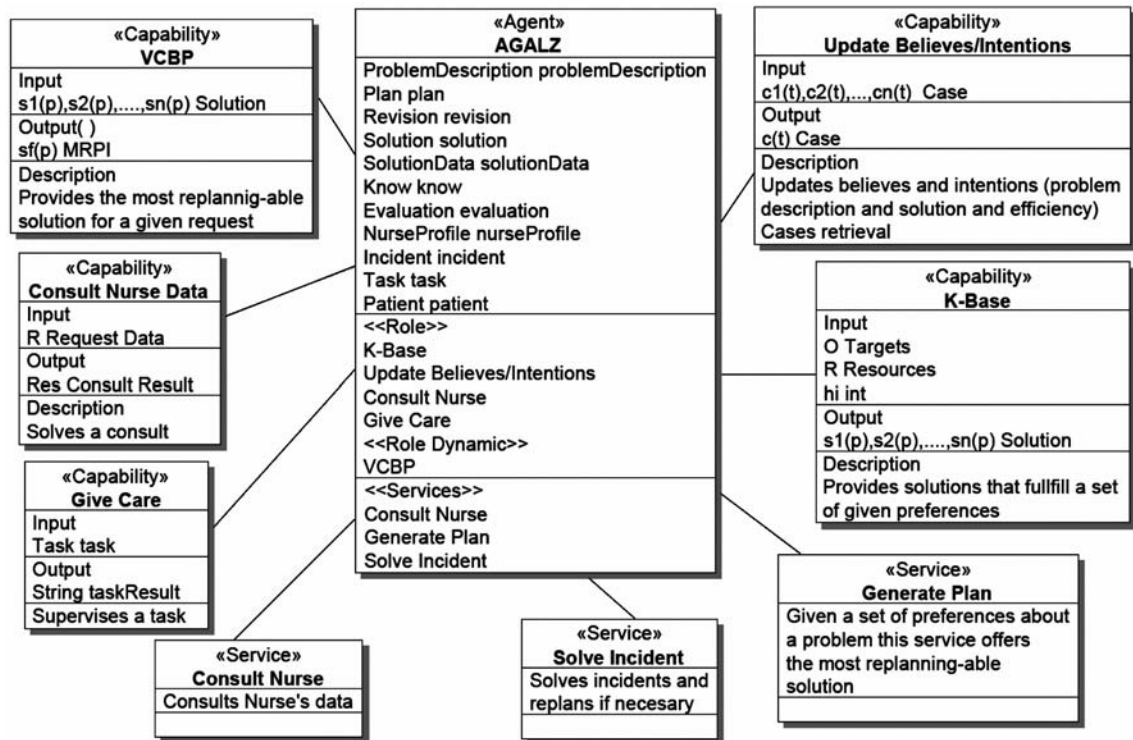 «Capability»
VCBP
Input
s1(p),s2(p),....,sn(p) Solution
Output( )
sf(p) MRPI
Description
Provides the most replannig-able
solution for a given request
«Capability»
Consult Nurse Data
Input
R Request Data
Output
Res Consult Result
Description
Solves a consult
«Capability»
Give Care
Input
Task task
Output
String taskResult
Supervises a task
«Service»
Consult Nurse
Consults Nurse's data
«Agent»
AGALZ
ProblemDescription problemDescription
Plan plan
Revision revision
Solution solution
SolutionData solutionData
Know know
Evaluation evaluation
NurseProfile nurseProfile
Incident incident
Task task
Patient patient
<<Role>>
K-Base
Update Believes/Intentions
Consult Nurse
Give Care
<<Role Dynamic>>
VCBP
<<Services>>
Consult Nurse
Generate Plan
Solve Incident
«Service»
Solve Incident
Solves incidents and
replans if necesary
«Capability»
Update Believes/Intentions
Input
c1(t),c2(t),...,cn(t)  Case
Output
c(t) Case
Description
Updates believes and intentions (problem
description and solution and efficiency)
Cases retrieval
«Capability»
K-Base
Input
O Targets
R Resources
hi int
Output
s1(p),s2(p),....,sn(p) Solution
Description
Provides solutions that fullfill a set
of given preferences
«Service»
Generate Plan
Given a set of preferences about
a problem this service offers
the most replanning-able
solution